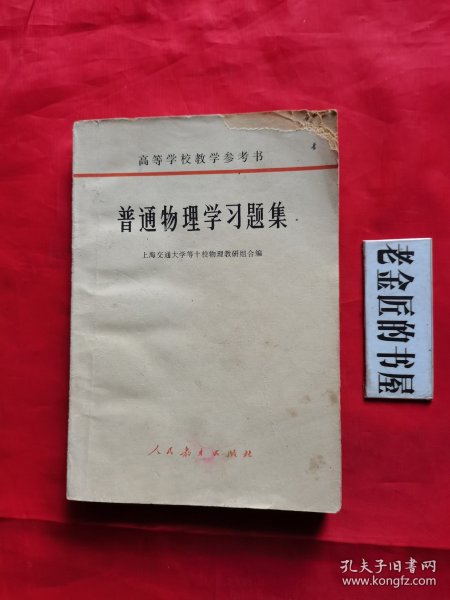 高等学校教学参考书
普通物理学习题集
上海交通大学等十校物理教研组合编
人民教育出版社
老金匠的书屋
孔夫子旧书网
www.kongfz.com